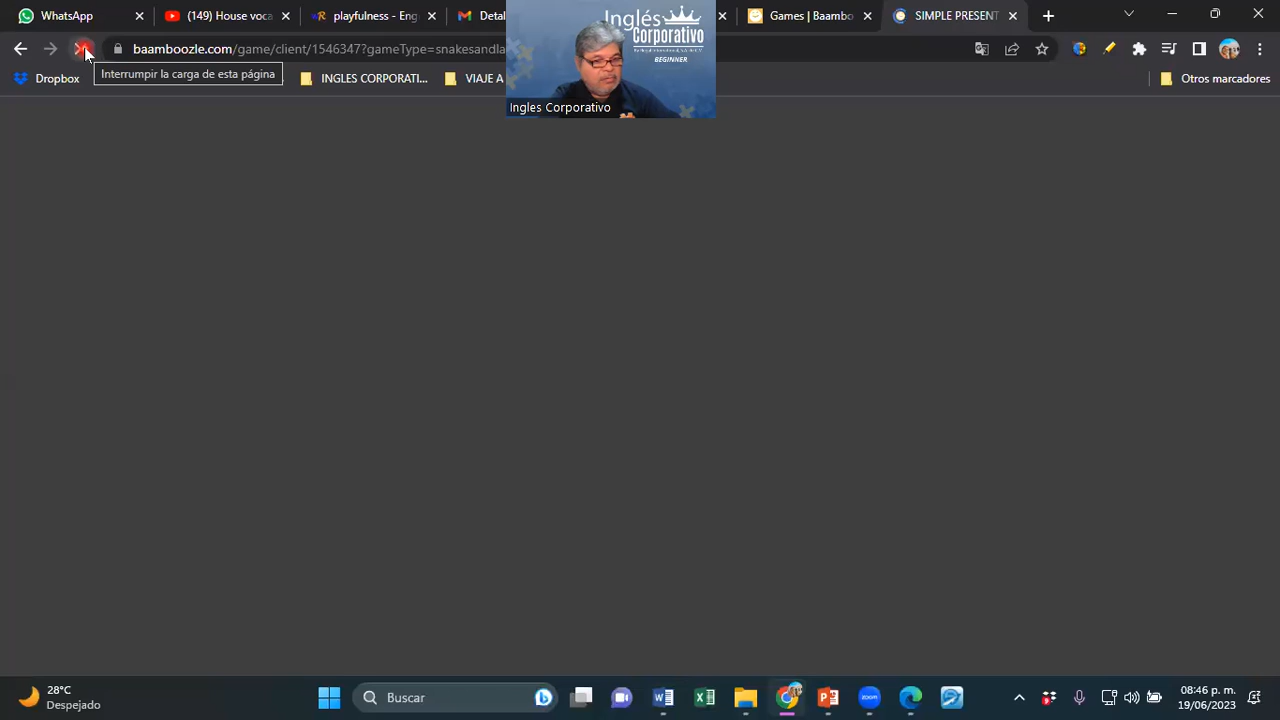 WhatsApp
(149) House voca
playfulness - Eng
Detal
Games | Baambo
SIMPLE PRESENT
baamboozle.com/game/client/1546347?gameType=snakesandla
Dropbox
Interrumpir la carga de esta página
INGLES CORPORATI...
VIAJE A
Otros marcadores
Inglés
Corporativo
BEGINNER
Ingles Corporativo
28°C
Despejado
Buscar
zoom
08:46 p. m.
19/06/2023